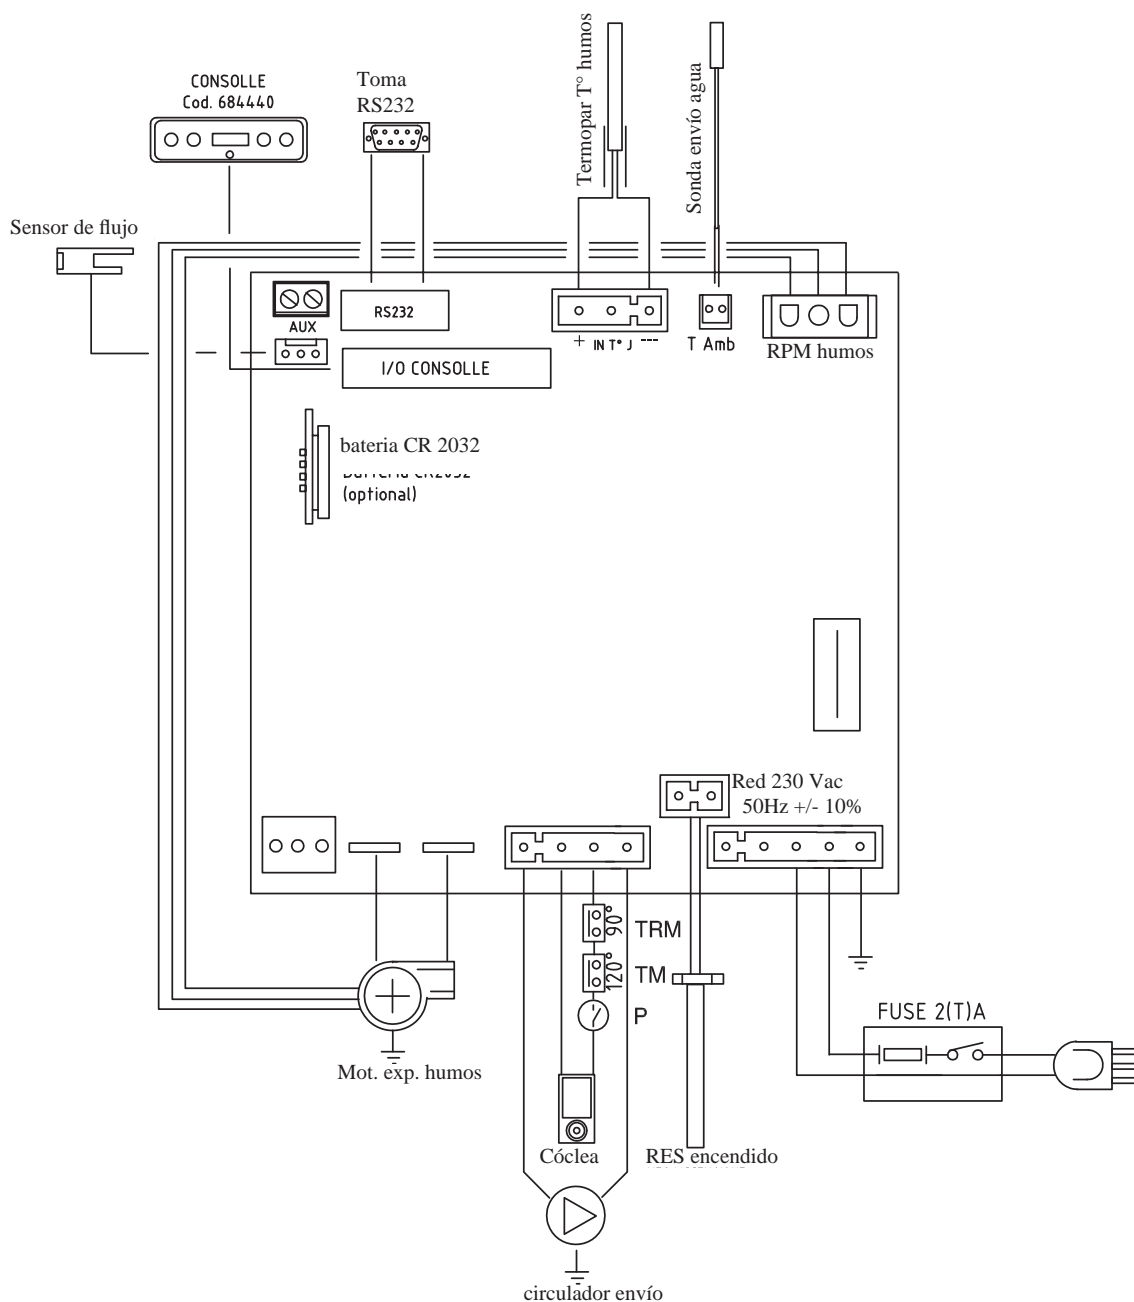 CONSOLLE
Cod. 684440
Toma
RS232
Termopar T° humos
Sonda envío agua
Sensor de flujo
AUX
RS232
+ IN T° J ---
T Amb
RPM humos
I/O CONSOLLE
bateria CR 2032
(optional)
Red 230 Vac
50Hz +/- 10%
90°
TRM
120°
TM
P
FUSE 2(T)A
Mot. exp. humos
Cóclea
RES encendido
circulador envío